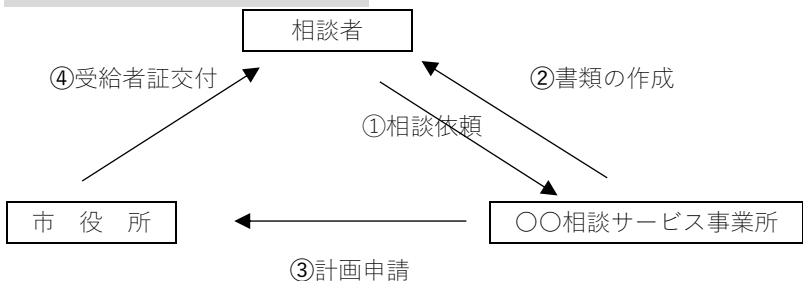 相談者
④受給者証交付
②書類の作成
①相談依頼
市　役　所
〇〇相談サービス事業所
③計画申請